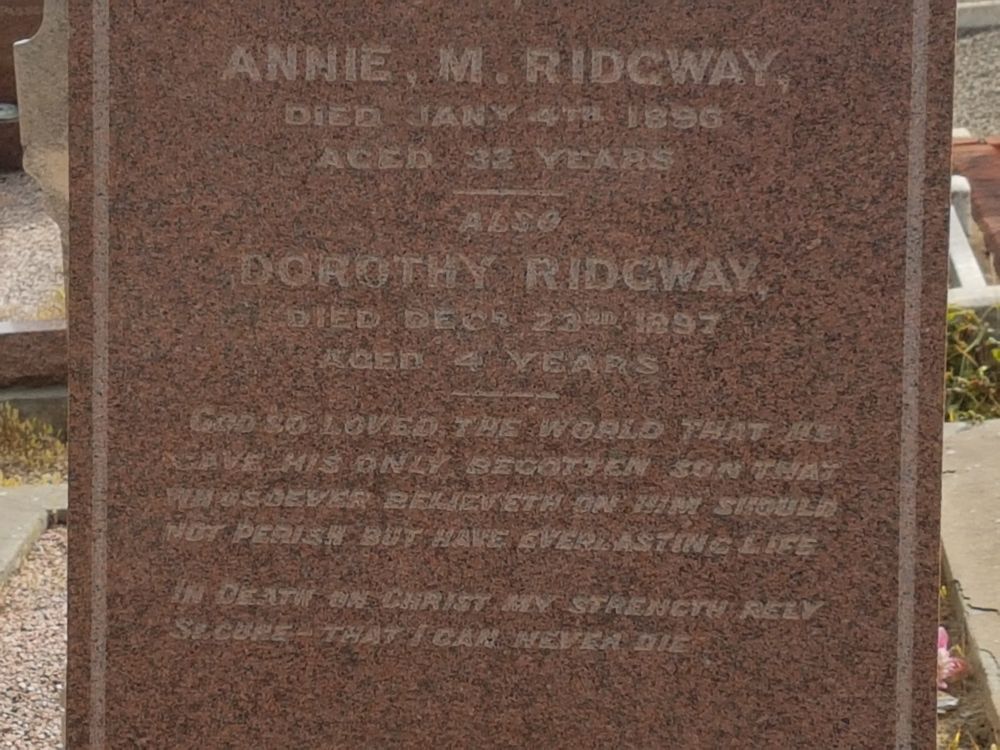 ANNIE. M. RIDGWAY,
DIED JANY 4TH 1896
AGED 32 YEARS
ALSO
DOROTHY RIDGWAY,
DIED DECR 23RD 1897
AGED 4 YEARS
GOD SO LOVED THE WORLD THAT HE
GAVE HIS ONLY BEGOTTEN SON THAT
WHOSOEVER BELIEVETH ON HIM SHOULD
NOT PERISH BUT HAVE EVERLASTING LIFE
IN DEATH ON CHRIST MY STRENGTH RELY
SECURE - THAT I CAN NEVER DIE